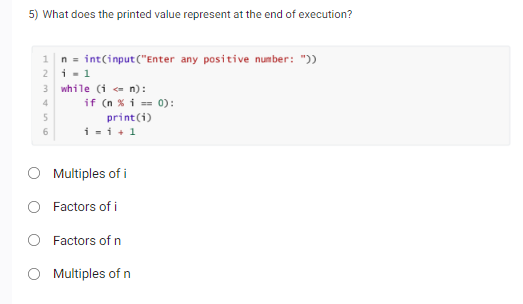 5) What does the printed value represent at the end of execution?
1 n = int(input("Enter any positive number: "))
2 i = 1
3 while (i <= n):
4 if (n % i == 0):
5 print(i)
6 i = i + 1
Multiples of i
Factors of i
Factors of n
Multiples of n